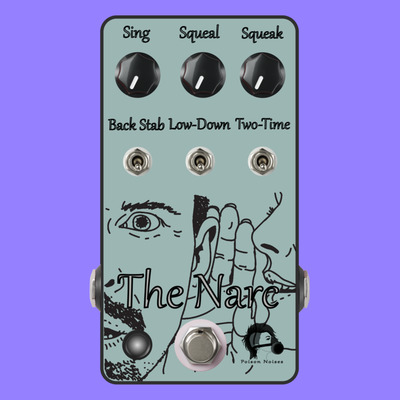 Sing Squeal Squeak
Back Stab Low-Down Two-Time
The Narc
Poison Noises